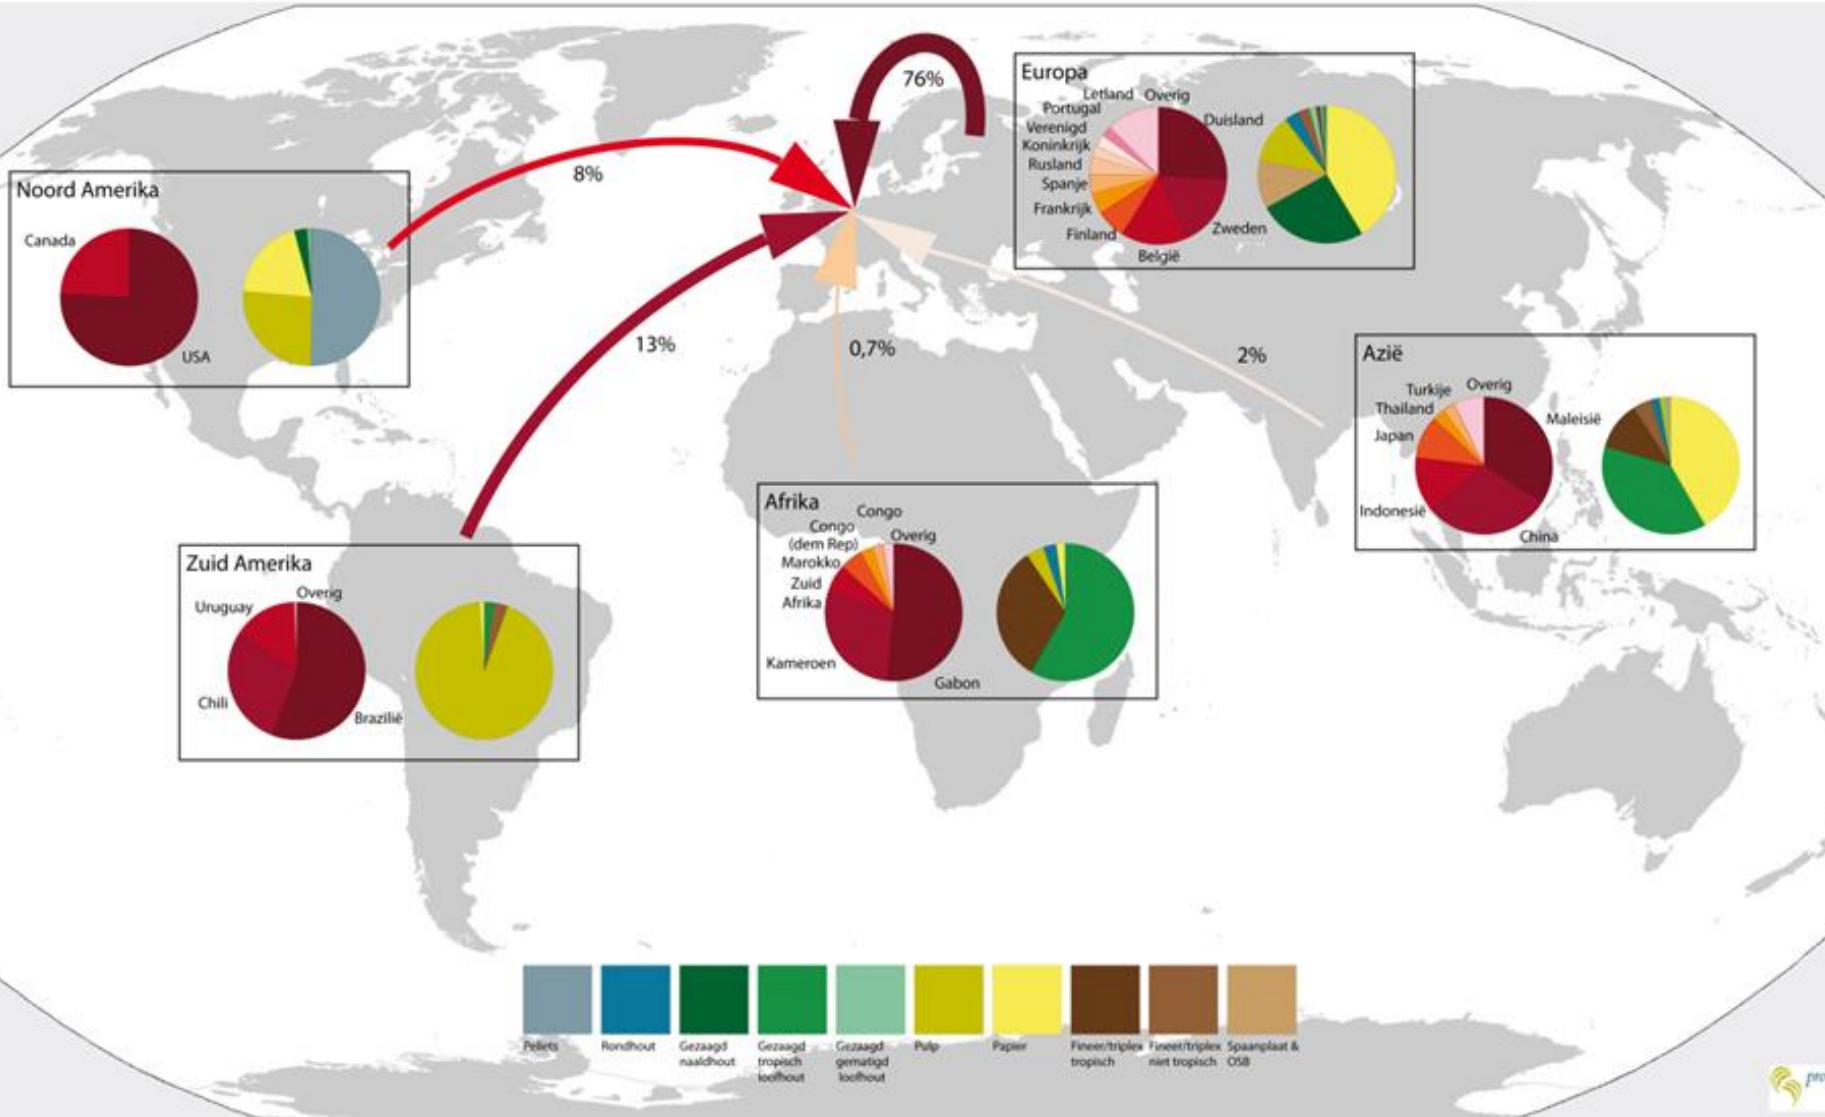 76%
8%
13%
0,7%
2%
Noord Amerika
Canada
USA
Europa
Letland
Overig
Portugal
Verenigd
Koninkrijk
Rusland
Spanje
Frankrijk
Finland
België
Zweden
Duisland
Azië
Turkije
Overig
Thailand
Japan
Maleisië
Indonesië
China
Afrika
Congo
Congo
(dem Rep)
Overig
Marokko
Zuid
Afrika
Kameroen
Gabon
Zuid Amerika
Overig
Uruguay
Chili
Brazilië
Pellets
Rondhout
Gezaagd
naaldhout
Gezaagd
tropisch
loofhout
Gezaagd
gematigd
loofhout
Pulp
Papier
Fineer/triplex
tropisch
Fineer/triplex
niet tropisch
Spaanplaat &
OSB